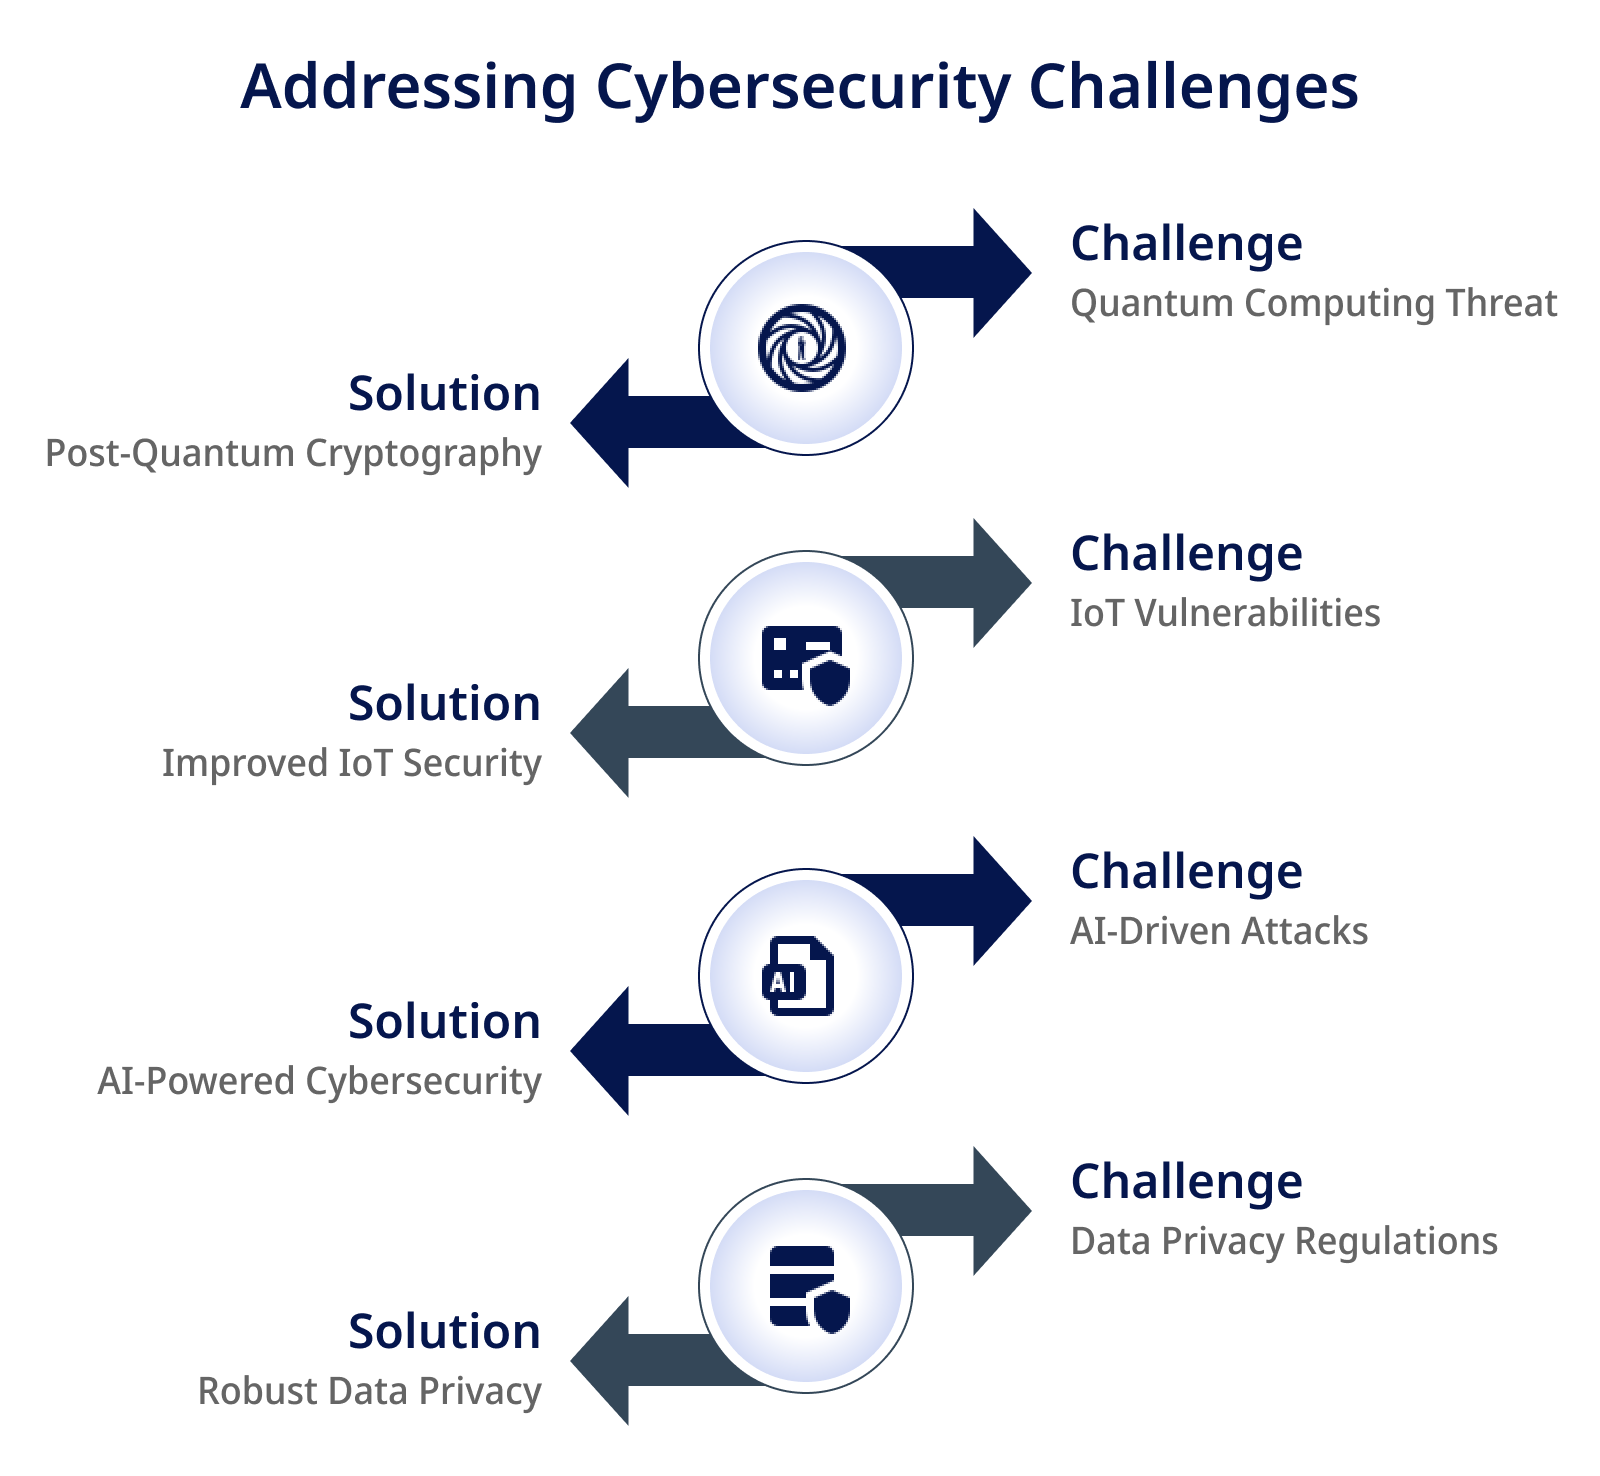 Addressing Cybersecurity Challenges
Challenge
Quantum Computing Threat
Solution
Post-Quantum Cryptography
Challenge
IoT Vulnerabilities
Solution
Improved IoT Security
Challenge
AI-Driven Attacks
AI
Solution
AI-Powered Cybersecurity
Challenge
Data Privacy Regulations
Solution
Robust Data Privacy